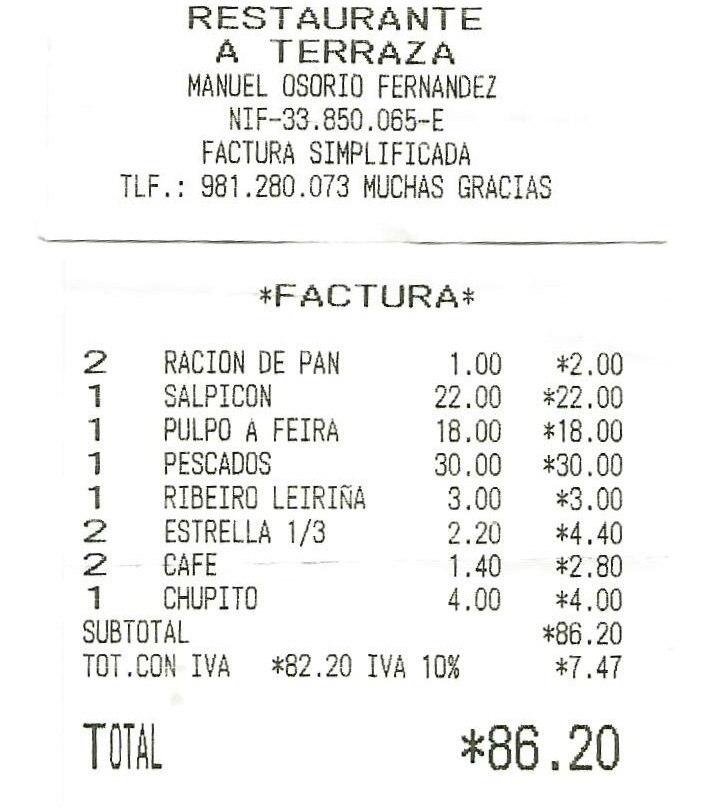 RESTAURANTE
A TERRAZA
MANUEL OSORIO FERNANDEZ
NIF-33.850.065-E
FACTURA SIMPLIFICADA
TLF.: 981.280.073 MUCHAS GRACIAS
*FACTURA*
2 RACION DE PAN 1.00 *2.00
1 SALPICON 22.00 *22.00
1 PULPO A FEIRA 18.00 *18.00
1 PESCADOS 30.00 *30.00
1 RIBEIRO LEIRIÑA 3.00 *3.00
2 ESTRELLA 1/3 2.20 *4.40
2 CAFE 1.40 *2.80
1 CHUPITO 4.00 *4.00
SUBTOTAL *86.20
TOT.CON IVA *82.20 IVA 10% *7.47
TOTAL *86.20